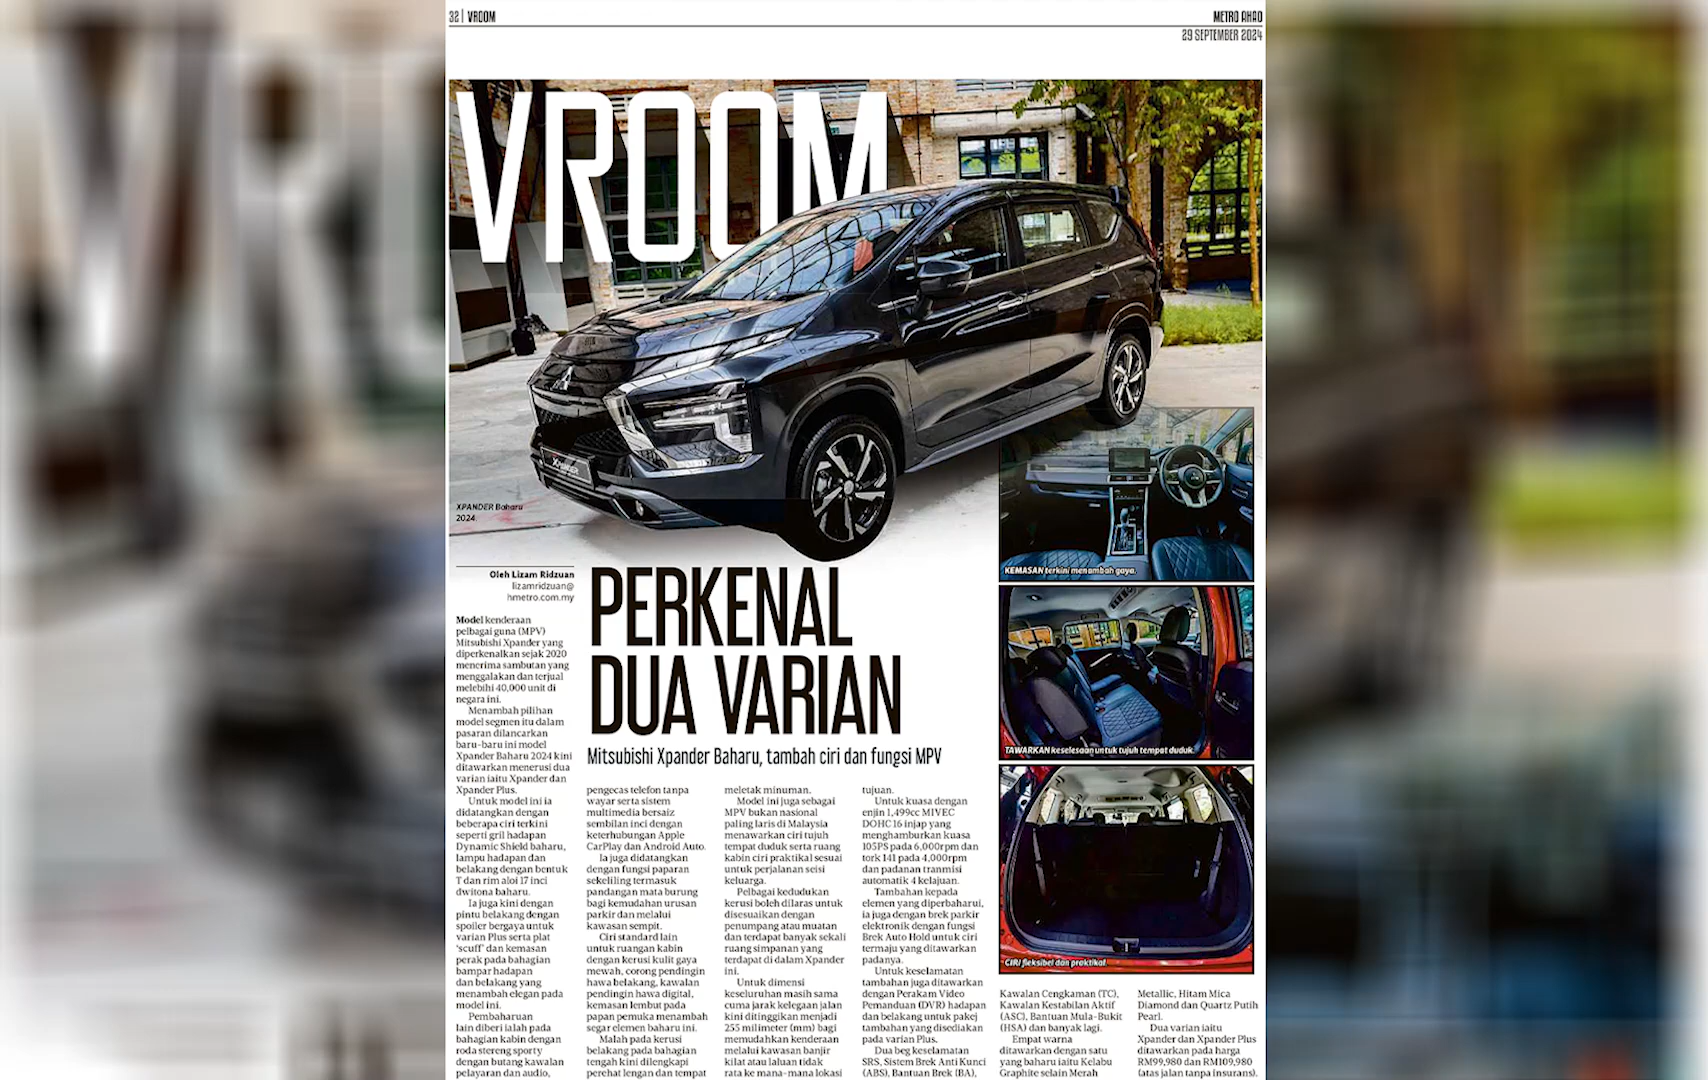 32 | VROOM
METRO AHAD
29 SEPTEMBER 2024
VROOM
XPANDER
XPANDER Baharu
2024.
KEMASAN terkini menambah gaya.
TAWARKAN keselesaan untuk tujuh tempat duduk.
CIRI fleksibel dan praktikal.
PERKENAL
DUA VARIAN
Mitsubishi Xpander Baharu, tambah ciri dan fungsi MPV
Oleh Lizam Ridzuan
lizamridzuan@
hmetro.com.my
Model kenderaan
pelbagai guna (MPV)
Mitsubishi Xpander yang
diperkenalkan sejak 2020
menerima sambutan yang
menggalakan dan terjual
melebihi 40,000 unit di
negara ini.
Menambah pilihan
model segmen itu dalam
pasaran dilancarkan
baru-baru ini model
Xpander Baharu 2024 kini
ditawarkan menerusi dua
varian iaitu Xpander dan
Xpander Plus.
Untuk model ini ia
didatangkan dengan
beberapa ciri terkini
seperti gril hadapan
Dynamic Shield baharu,
lampu hadapan dan
belakang dengan bentuk
T dan rim aloi 17 inci
dwitona baharu.
Ia juga kini dengan
pintu belakang dengan
spoiler bergaya untuk
varian Plus serta plat
'scuff' dan kemasan
perak pada bahagian
bampar hadapan
dan belakang yang
menambah elegan pada
model ini.
Pembaharuan
lain diberi ialah pada
bahagian kabin dengan
roda stereng sporty
dengan butang kawalan
pelayaran dan audio,
pengecas telefon tanpa
wayar serta sistem
multimedia bersaiz
sembilan inci dengan
keterhubungan Apple
CarPlay dan Android Auto.
Ia juga didatangkan
dengan fungsi paparan
sekeliling termasuk
pandangan mata burung
bagi kemudahan urusan
parkir dan melalui
kawasan sempit.
Ciri standard lain
untuk ruangan kabin
dengan kerusi kulit gaya
mewah, corong pendingin
hawa belakang, kawalan
pendingin hawa digital,
kemasan lembut pada
papan pemuka menambah
segar elemen baharu ini.
Malah pada kerusi
belakang pada bahagian
tengah kini dilengkapi
perehat lengan dan tempat
meletak minuman.
Model ini juga sebagai
MPV bukan nasional
paling laris di Malaysia
menawarkan ciri tujuh
tempat duduk serta ruang
kabin ciri praktikal sesuai
untuk perjalanan seisi
keluarga.
Pelbagai kedudukan
kerusi boleh dilaras untuk
disesuaikan dengan
penumpang atau muatan
dan terdapat banyak sekali
ruang simpanan yang
terdapat di dalam Xpander
ini.
Untuk dimensi
keseluruhan masih sama
cuma jarak kelegaan jalan
kini ditinggikan menjadi
255 milimeter (mm) bagi
memudahkan kenderaan
melalui kawasan banjir
kilat atau laluan tidak
rata ke mana-mana lokasi
tujuan.
Untuk kuasa dengan
enjin 1,499cc MIVEC
DOHC 16 injap yang
menghamburkan kuasa
105PS pada 6,000rpm dan
tork 141 pada 4,000rpm
dan padanan tranmisi
automatik 4 kelajuan.
Tambahan kepada
elemen yang diperbaharui,
ia juga dengan brek parkir
elektronik dengan fungsi
Brek Auto Hold untuk ciri
termaju yang ditawarkan
padanya.
Untuk keselamatan
tambahan juga ditawarkan
dengan Perakam Video
Pemanduan (DVR) hadapan
dan belakang untuk pakej
tambahan yang disediakan
pada varian Plus.
Dua beg keselamatan
SRS, Sistem Brek Anti Kunci
(ABS), Bantuan Brek (BA),
Kawalan Cengkaman (TC),
Kawalan Kestabilan Aktif
(ASC), Bantuan Mula-Bukit
(HSA) dan banyak lagi.
Empat warna
ditawarkan dengan satu
yang baharu iaitu Kelabu
Graphite selain Merah
Metallic, Hitam Mica
Diamond dan Quartz Putih
Pearl.
Dua varian iaitu
Xpander dan Xpander Plus
ditawarkan pada harga
RM99,980 dan RM109,980
(atas jalan tanpa insurans).